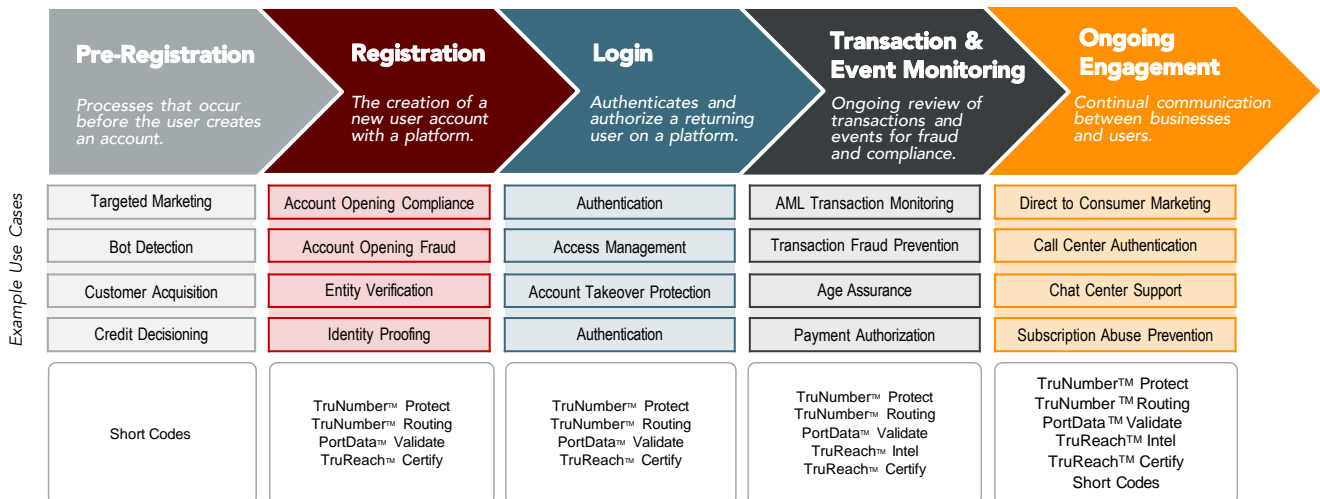 Pre-Registration
Processes that occur
before the user creates
an account.
Registration
The creation of a
new user account
with a platform.
Login
Authenticates and
authorize a returning
user on a platform.
Transaction &
Event Monitoring
Ongoing review of
transactions and
events for fraud
and compliance.
Ongoing
Engagement
Continual communication
between businesses
and users.
Example Use Cases
Targeted Marketing
Bot Detection
Customer Acquisition
Credit Decisioning
Account Opening Compliance
Account Opening Fraud
Entity Verification
Identity Proofing
Authentication
Access Management
Account Takeover Protection
Authentication
AML Transaction Monitoring
Transaction Fraud Prevention
Age Assurance
Payment Authorization
Direct to Consumer Marketing
Call Center Authentication
Chat Center Support
Subscription Abuse Prevention
Short Codes
TruNumber™ Protect
TruNumber™ Routing
PortData™ Validate
TruReach™ Certify
TruNumber™ Protect
TruNumber™ Routing
PortData™ Validate
TruReach™ Certify
TruNumber™ Protect
TruNumber™ Routing
PortData™ Validate
TruReach™ Intel
TruReach™ Certify
TruNumber™ Protect
TruNumber ™ Routing
PortData ™ Validate
TruReach™ Intel
TruReach™ Certify
Short Codes